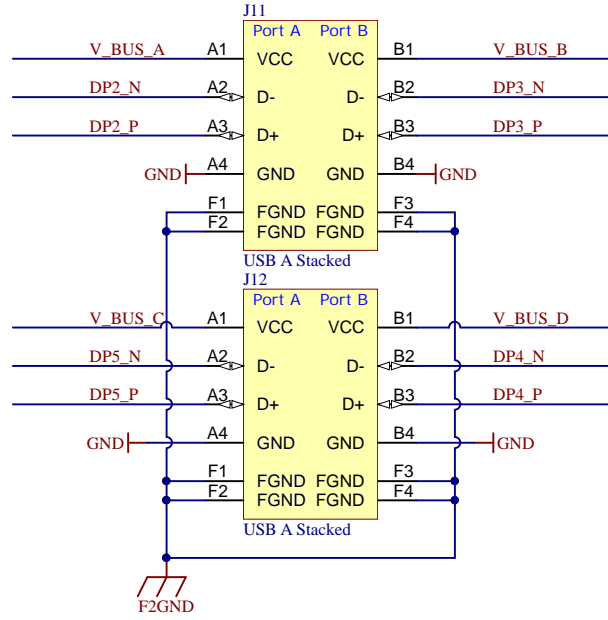 J11
Port A Port B
V_BUS_A A1 VCC VCC B1 V_BUS_B
DP2_N A2 D- D- B2 DP3_N
DP2_P A3 D+ D+ B3 DP3_P
GND A4 GND GND B4 GND
F1 FGND FGND F3
F2 FGND FGND F4
USB A Stacked
J12
Port A Port B
V_BUS_C A1 VCC VCC B1 V_BUS_D
DP5_N A2 D- D- B2 DP4_N
DP5_P A3 D+ D+ B3 DP4_P
GND A4 GND GND B4 GND
F1 FGND FGND F3
F2 FGND FGND F4
USB A Stacked
F2GND